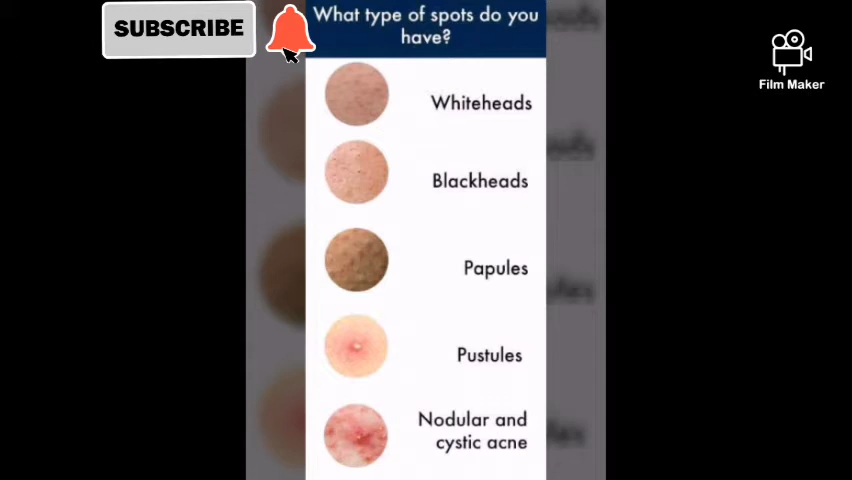 SUBSCRIBE
What type of spots do you
have?
Film Maker
Whiteheads
Blackheads
Papules
Pustules
Nodular and
cystic acne